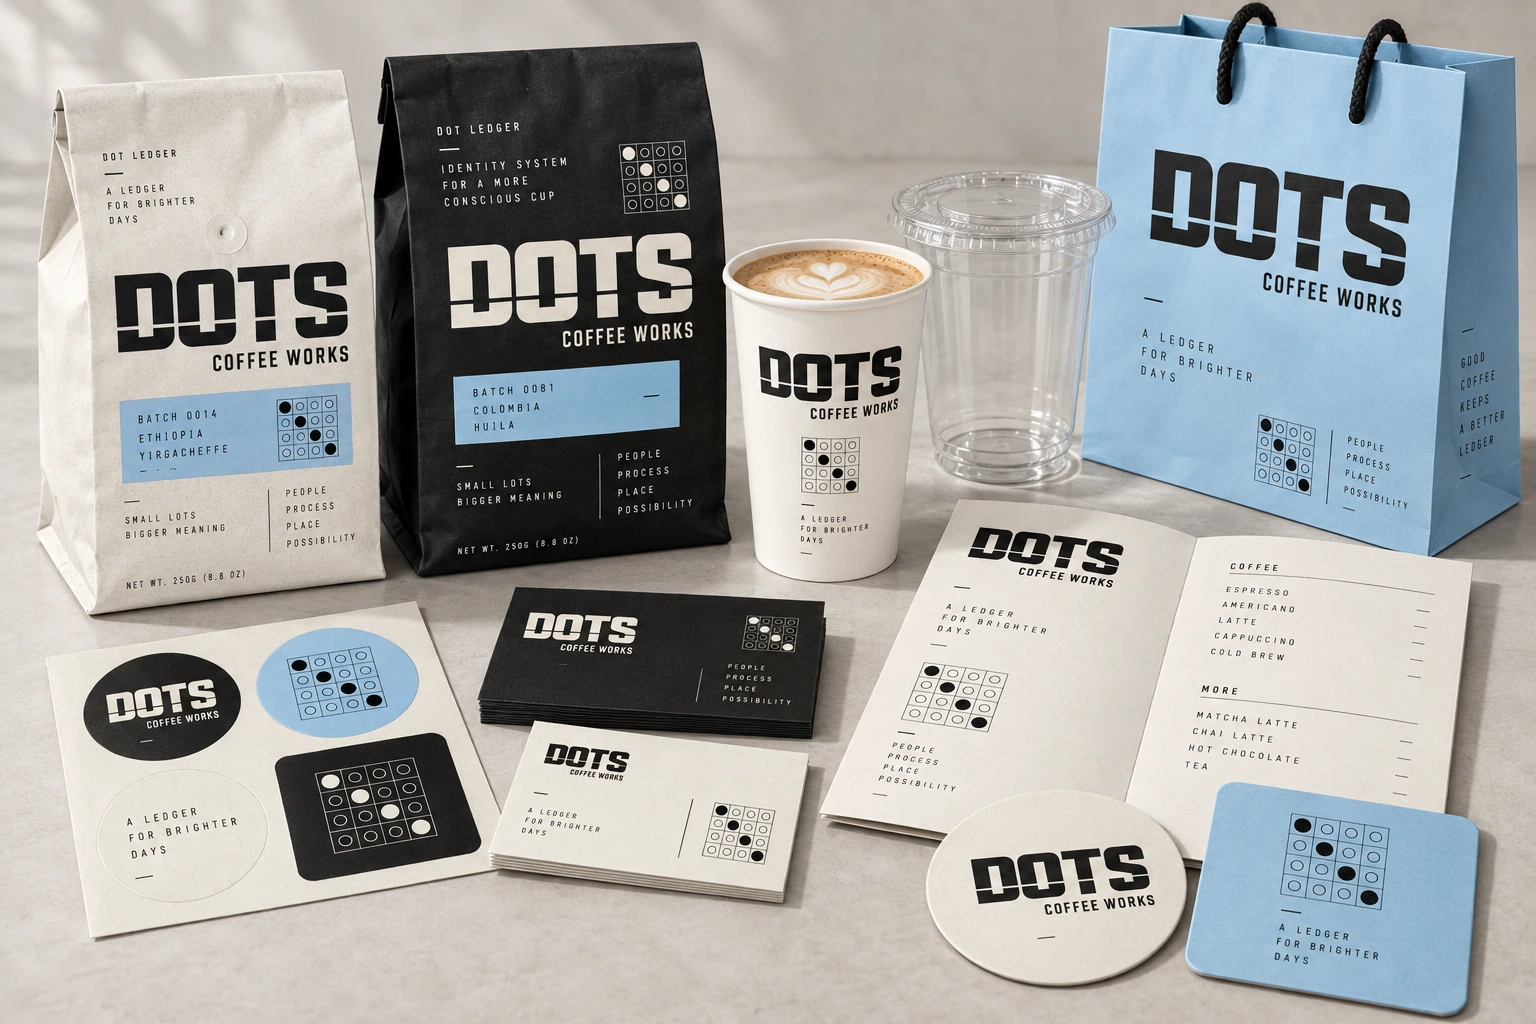 DOT LEDGER
A LEDGER
FOR BRIGHTER
DAYS
DOTS
COFFEE WORKS
BATCH 0014
ETHIOPIA
YIRGACHEFFE
SMALL LOTS
BIGGER MEANING
PEOPLE
PROCESS
PLACE
POSSIBILITY
NET WT. 250G (8.8 OZ)
DOT LEDGER
IDENTITY SYSTEM
FOR A MORE
CONSCIOUS CUP
DOTS
COFFEE WORKS
BATCH 0081
COLOMBIA
HUILA
SMALL LOTS
BIGGER MEANING
PEOPLE
PROCESS
PLACE
POSSIBILITY
NET WT. 250G (8.8 OZ)
DOTS
COFFEE WORKS
A LEDGER
FOR BRIGHTER
DAYS
DOTS
COFFEE WORKS
A LEDGER
FOR BRIGHTER
DAYS
PEOPLE
PROCESS
PLACE
POSSIBILITY
GOOD
COFFEE
KEEPS
A BETTER
LEDGER
DOTS
COFFEE WORKS
A LEDGER
FOR BRIGHTER
DAYS
PEOPLE
PROCESS
PLACE
POSSIBILITY
COFFEE
ESPRESSO
AMERICANO
LATTE
CAPPUCCINO
COLD BREW
MORE
MATCHA LATTE
CHAI LATTE
HOT CHOCOLATE
TEA
DOTS
COFFEE WORKS
A LEDGER
FOR BRIGHTER
DAYS
DOTS
COFFEE WORKS
PEOPLE
PROCESS
PLACE
POSSIBILITY
DOTS
COFFEE WORKS
A LEDGER
FOR BRIGHTER
DAYS
DOTS
COFFEE WORKS
A LEDGER
FOR BRIGHTER
DAYS